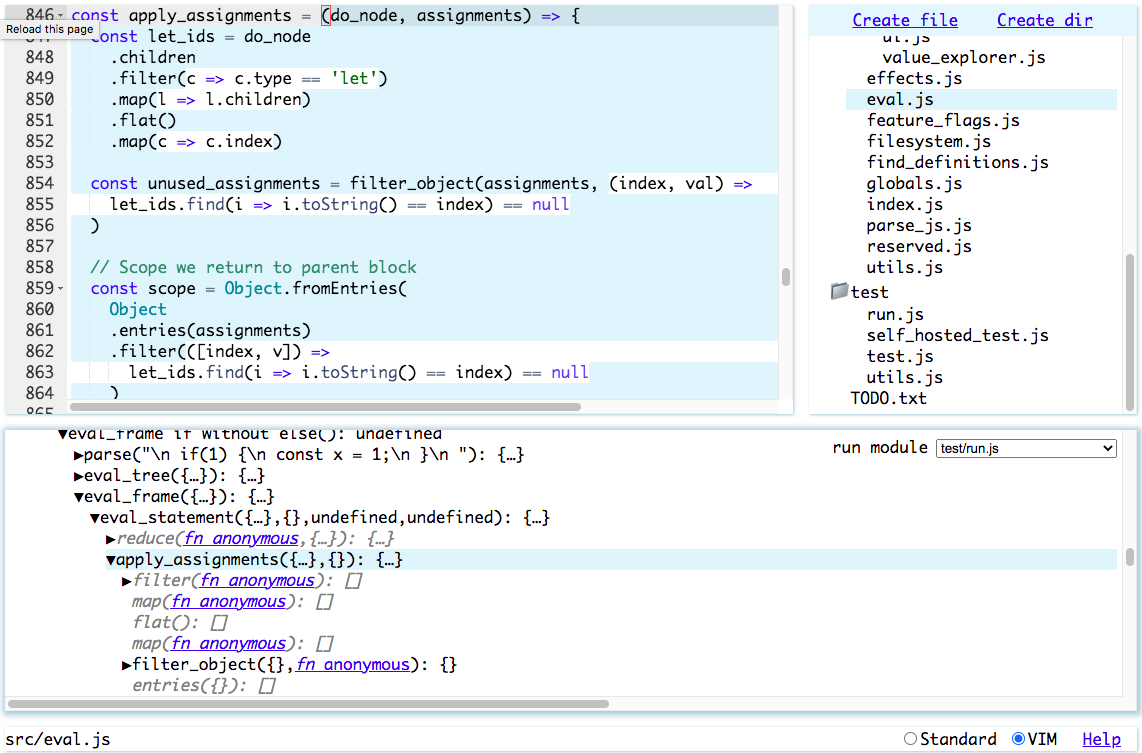 846 const apply_assignments = (do_node, assignments) => {
Reload this page
const let_ids = do_node
848 .children
849 .filter(c => c.type == 'let')
850 .map(l => l.children)
851 .flat()
852 .map(c => c.index)
853
854 const unused_assignments = filter_object(assignments, (index, val) =>
855 let_ids.find(i => i.toString() == index) == null
856 )
857
858 // Scope we return to parent block
859 const scope = Object.fromEntries(
860 Object
861 .entries(assignments)
862 .filter(([index, v]) =>
863 let_ids.find(i => i.toString() == index) == null
864 )
865
Create file Create dir
ui.js
value_explorer.js
effects.js
eval.js
feature_flags.js
filesystem.js
find_definitions.js
globals.js
index.js
parse_js.js
reserved.js
utils.js
test
run.js
self_hosted_test.js
test.js
utils.js
TODO.txt
▼eval_frame if without else(): undefined
▶parse("\n if(1) {\n const x = 1;\n }\n "): {…}
▶eval_tree({…}): {…}
▼eval_frame({…}): {…}
▼eval_statement({…},{},undefined,undefined): {…}
▶reduce(fn anonymous,{…}): {…}
▼apply_assignments({…},{}): {…}
▶filter(fn anonymous): []
map(fn anonymous): []
flat(): []
map(fn anonymous): []
▶filter_object({},fn anonymous): {}
entries({}): []
run module test/run.js
src/eval.js Standard VIM Help